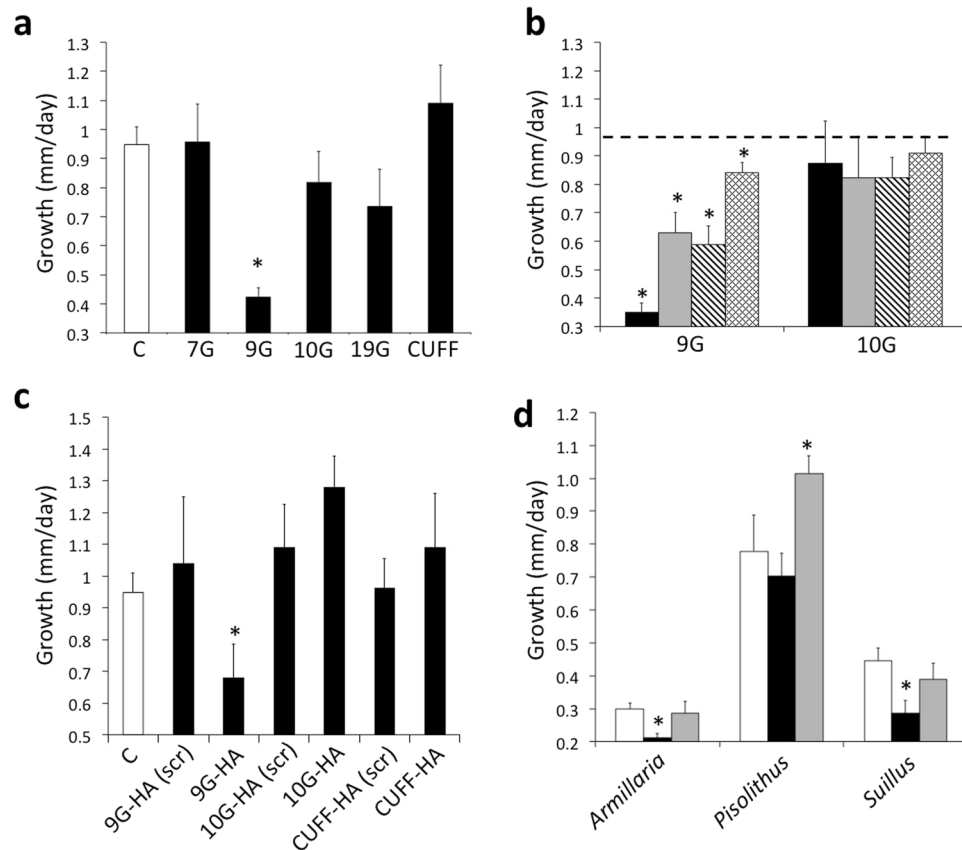 a
Growth (mm/day)
1.3
1.2
1.1
1
0.9
0.8
0.7
0.6
0.5
0.4
0.3
*
C 7G 9G 10G 19G CUFF
b
Growth (mm/day)
1.3
1.2
1.1
1
0.9
0.8
0.7
0.6
0.5
0.4
0.3
* * * *
9G 10G
c
Growth (mm/day)
1.5
1.4
1.3
1.2
1.1
1
0.9
0.8
0.7
0.6
0.5
*
C
9G-HA (scr)
9G-HA
10G-HA (scr)
10G-HA
CUFF-HA (scr)
CUFF-HA
d
Growth (mm/day)
1.2
1.1
1.0
0.9
0.8
0.7
0.6
0.5
0.4
0.3
0.2
* * *
Armillaria
Pisolithus
Suillus